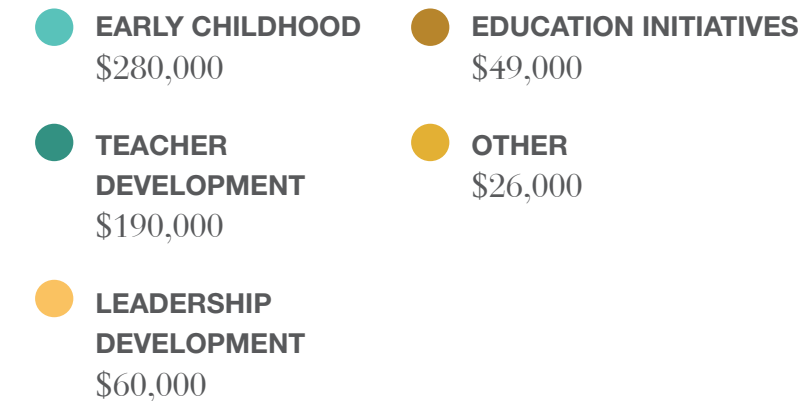 EARLY CHILDHOOD
$280,000
TEACHER
DEVELOPMENT
$190,000
LEADERSHIP
DEVELOPMENT
$60,000
EDUCATION INITIATIVES
$49,000
OTHER
$26,000